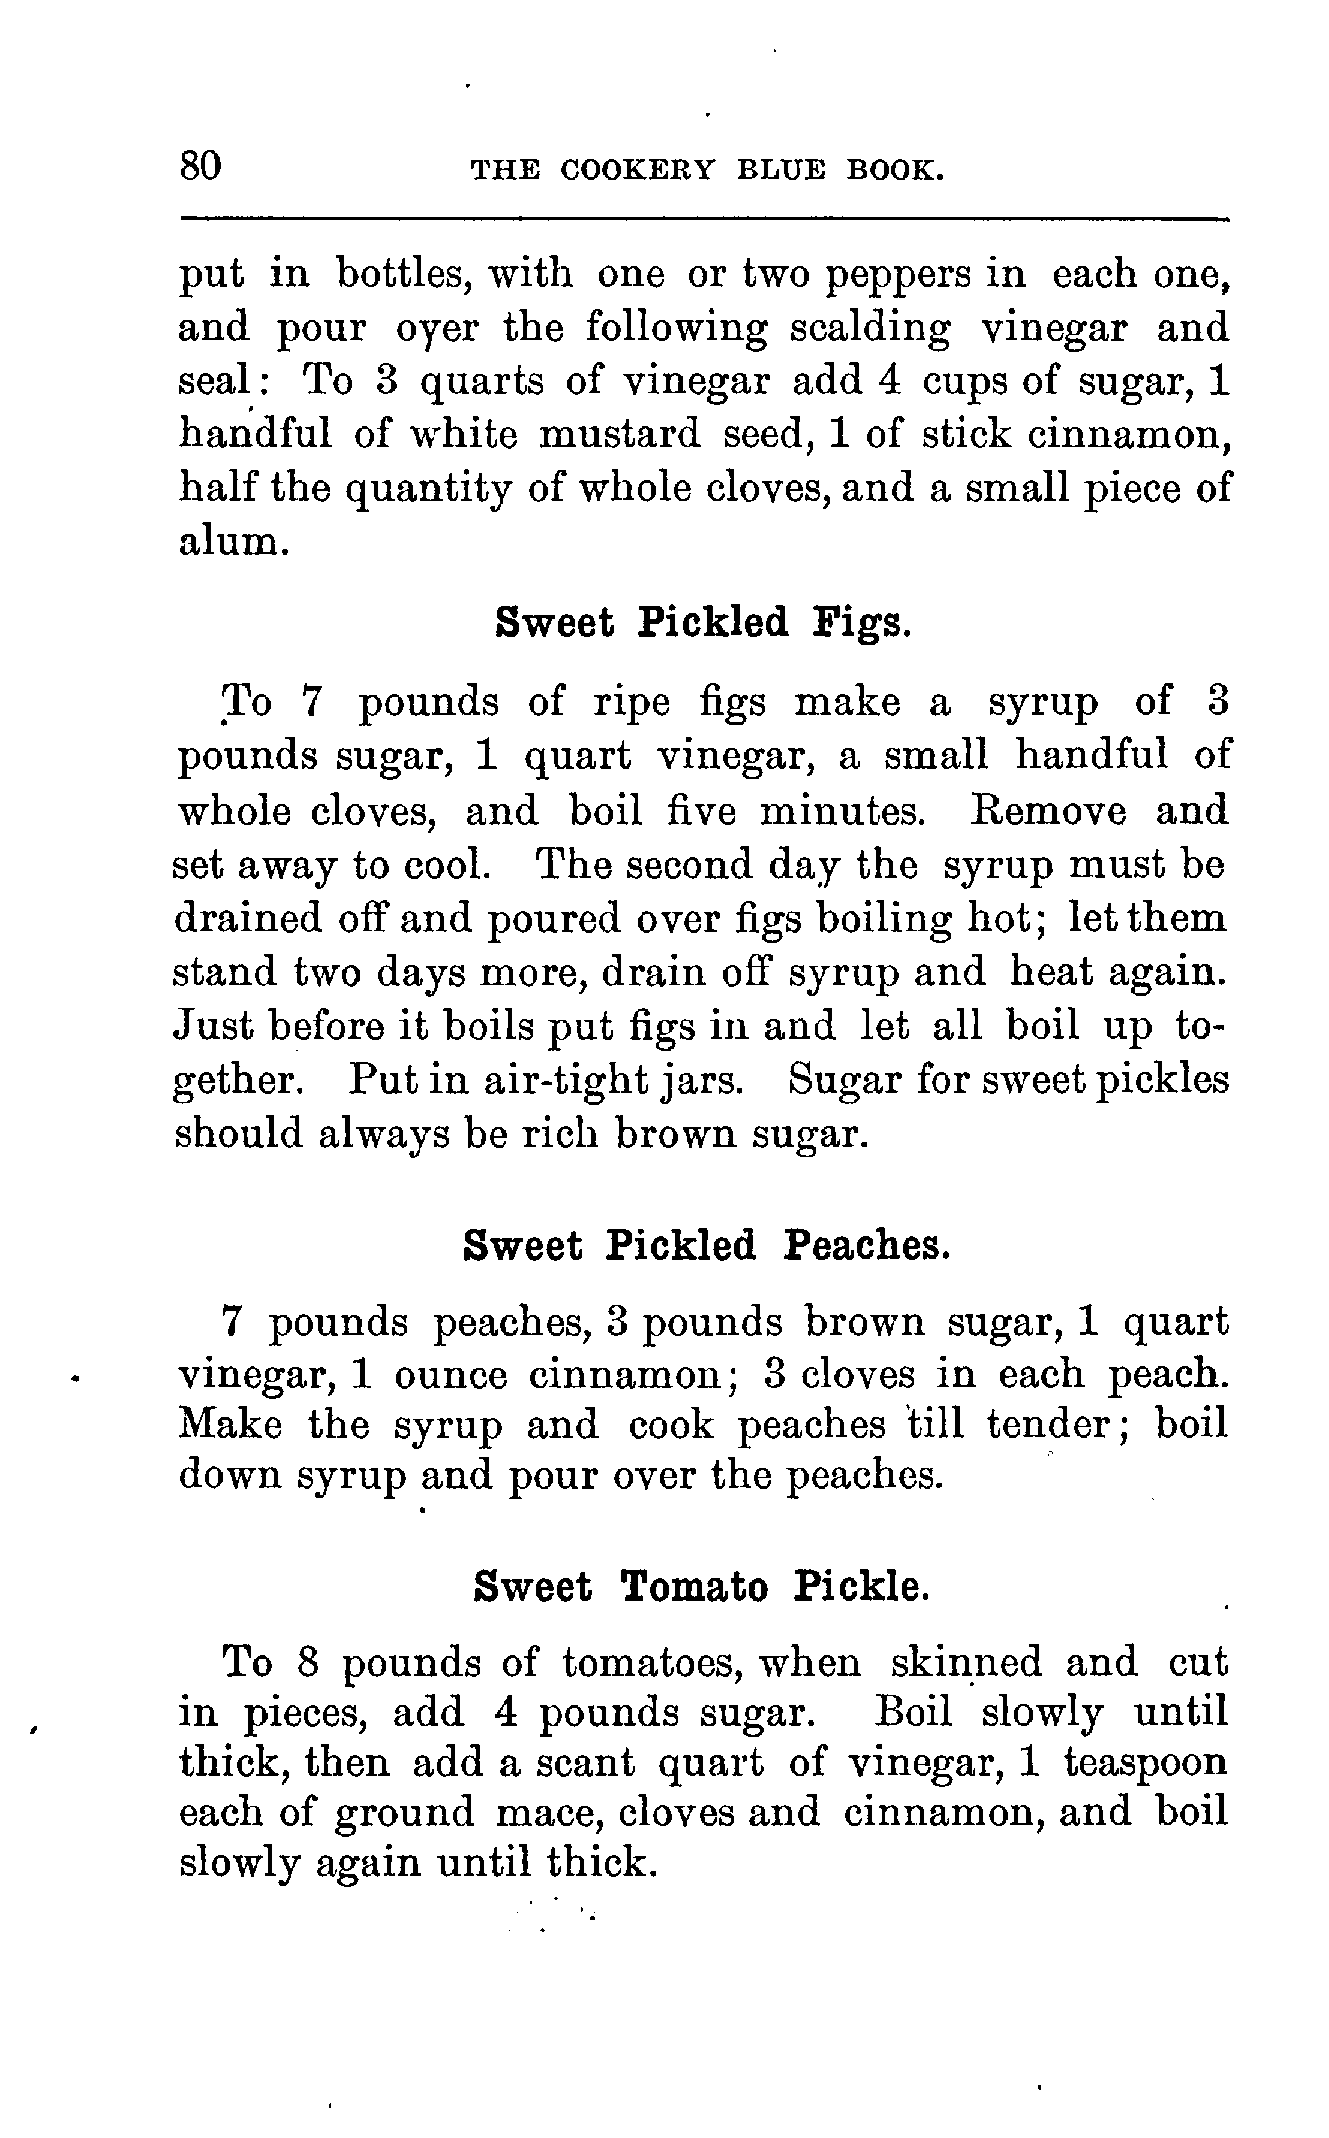 80 THE COOKERY BLUE BOOK.
put in bottles, with one or two peppers in each one,
and pour oyer the following scalding vinegar and
seal: To 3 quarts of vinegar add 4 cups of sugar, 1
handful of white mustard seed, 1 of stick cinnamon,
half the quantity of whole cloves, and a small piece of
alum.
Sweet Pickled Figs.
To 7 pounds of ripe figs make a syrup of 3
pounds sugar, 1 quart vinegar, a small handful of
whole cloves, and boil five minutes. Remove and
set away to cool. The second day the syrup must be
drained off and poured over figs boiling hot; let them
stand two days more, drain off syrup and heat again.
Just before it boils put figs in and let all boil up to-
gether. Put in air-tight jars. Sugar for sweet pickles
should always be rich brown sugar.
Sweet Pickled Peaches.
7 pounds peaches, 3 pounds brown sugar, 1 quart
vinegar, 1 ounce cinnamon; 3 cloves in each peach.
Make the syrup and cook peaches 'till tender; boil
down syrup and pour over the peaches.
Sweet Tomato Pickle.
To 8 pounds of tomatoes, when skinned and cut
in pieces, add 4 pounds sugar. Boil slowly until
thick, then add a scant quart of vinegar, 1 teaspoon
each of ground mace, cloves and cinnamon, and boil
slowly again until thick.